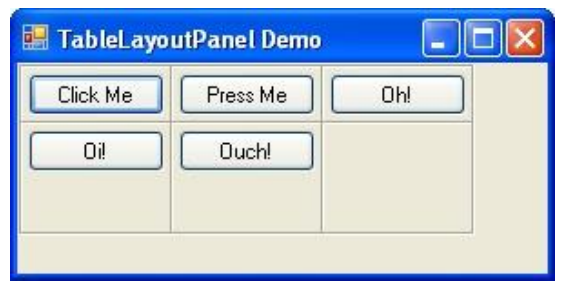 TableLayoutPanel Demo
Click Me Press Me Oh!
Oi! Ouch!